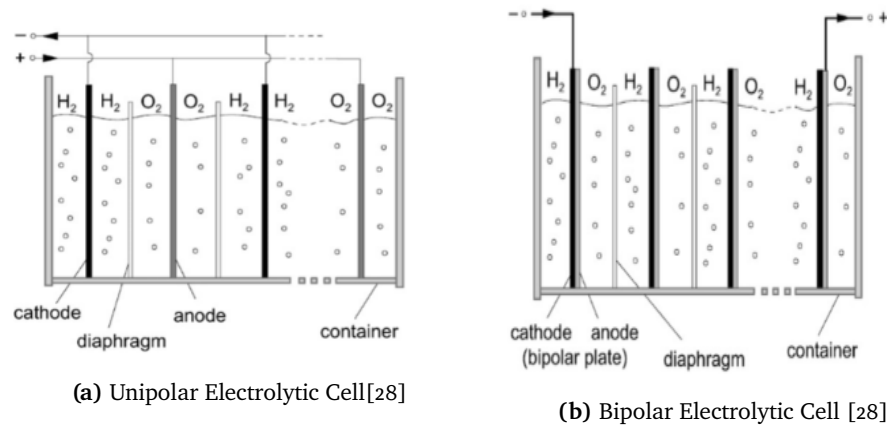 −
+
H2 H2 O2 O2 H2 H2 O2 O2
cathode
diaphragm
anode
container
(a) Unipolar Electrolytic Cell[28]
−
+
H2 O2 H2 O2 H2 O2 H2 O2
cathode anode
(bipolar plate)
diaphragm
container
(b) Bipolar Electrolytic Cell [28]